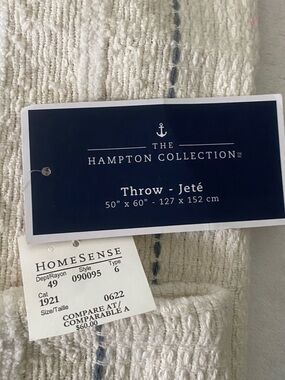 THE
HAMPTON COLLECTION
Throw - Jeté
50" x 60" - 127 x 152 cm
HOMESENSE
Dept/Rayon Style Type
49 090095 6
Cat
1921 0622
Size/Taille
COMPARE AT/
COMPARABLE A
$60.00